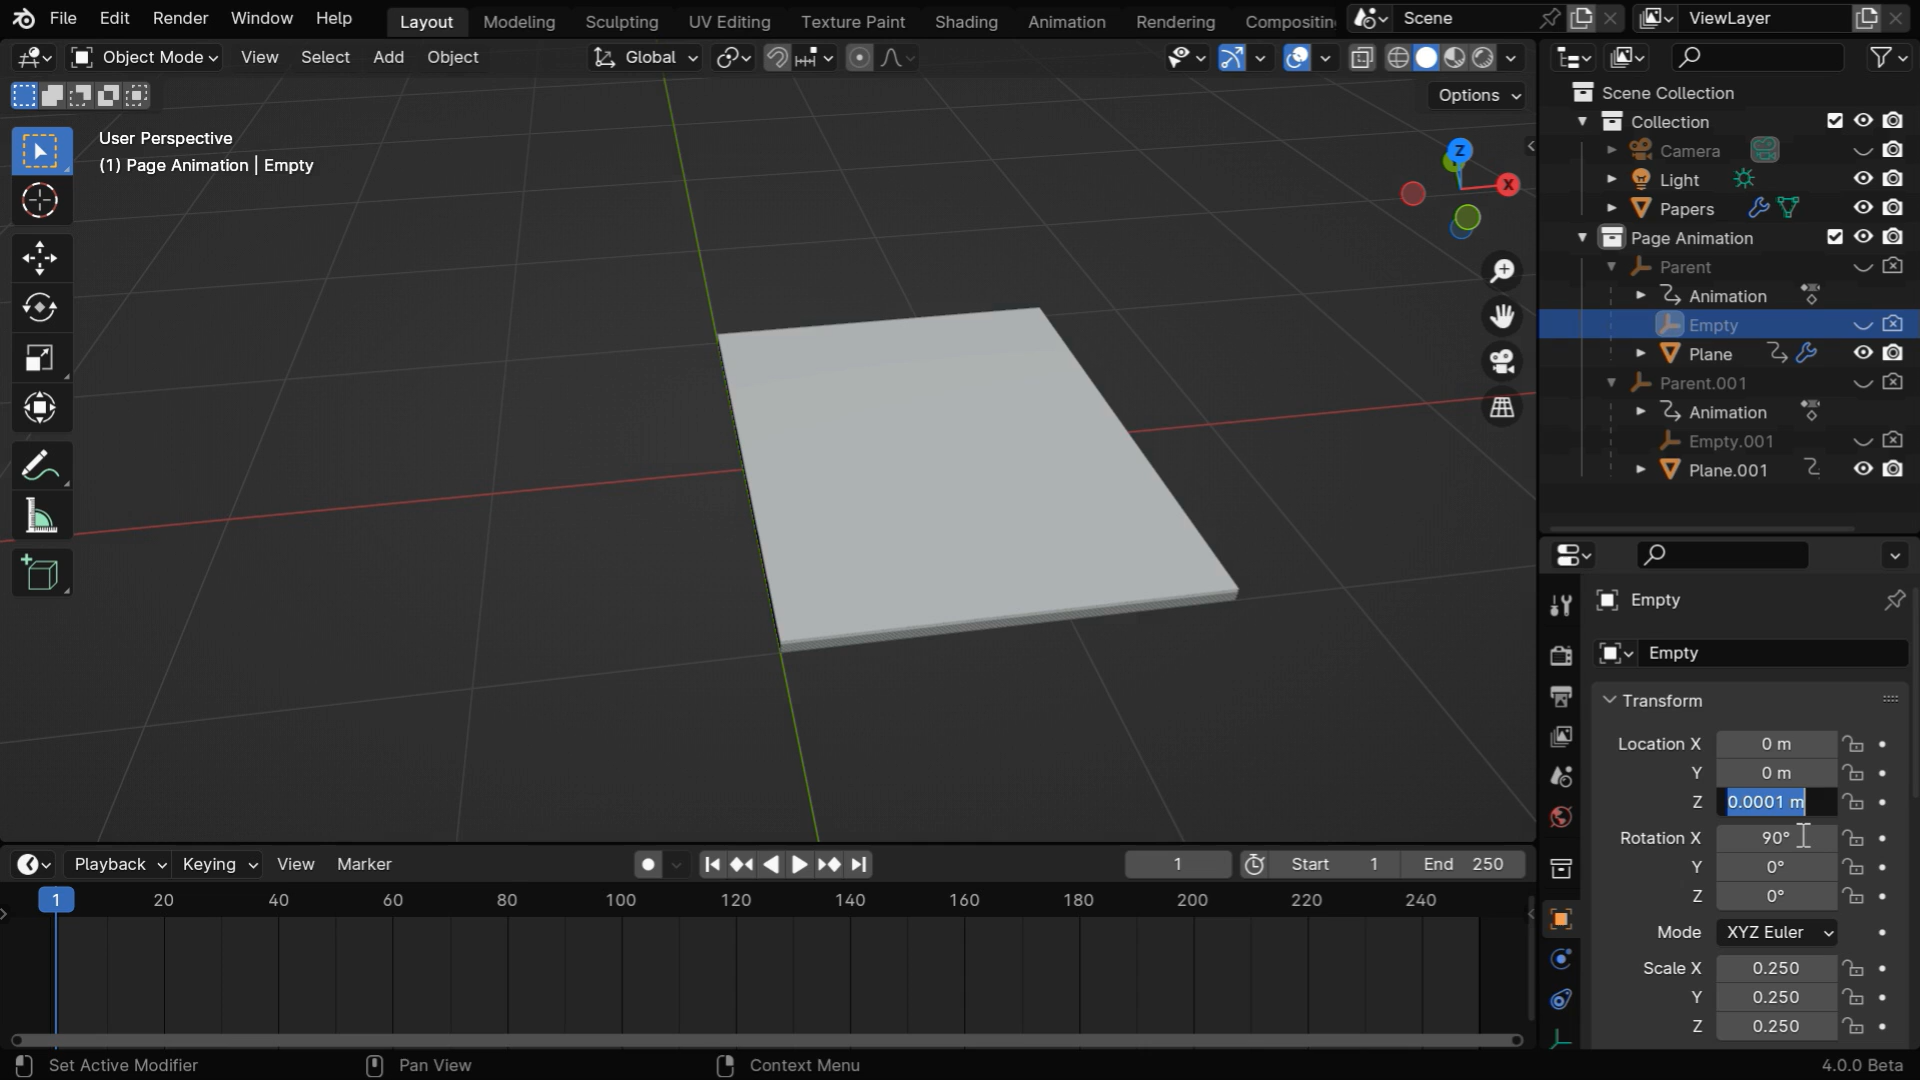 File Edit Render Window Help Layout Modeling Sculpting UV Editing Texture Paint Shading Animation Rendering Compositin Scene ViewLayer
Object Mode View Select Add Object Global
Options
User Perspective
(1) Page Animation | Empty
Z
X
Scene Collection
Collection
Camera
Light
Papers
Page Animation
Parent
Animation
Empty
Plane
Parent.001
Animation
Empty.001
Plane.001
Empty
Empty
Transform
Location X 0 m
Y 0 m
Z 0.0001 m
Rotation X 90°
Y 0°
Z 0°
Mode XYZ Euler
Scale X 0.250
Y 0.250
Z 0.250
Playback Keying View Marker 1 Start 1 End 250
1 20 40 60 80 100 120 140 160 180 200 220 240
Set Active Modifier Pan View Context Menu 4.0.0 Beta